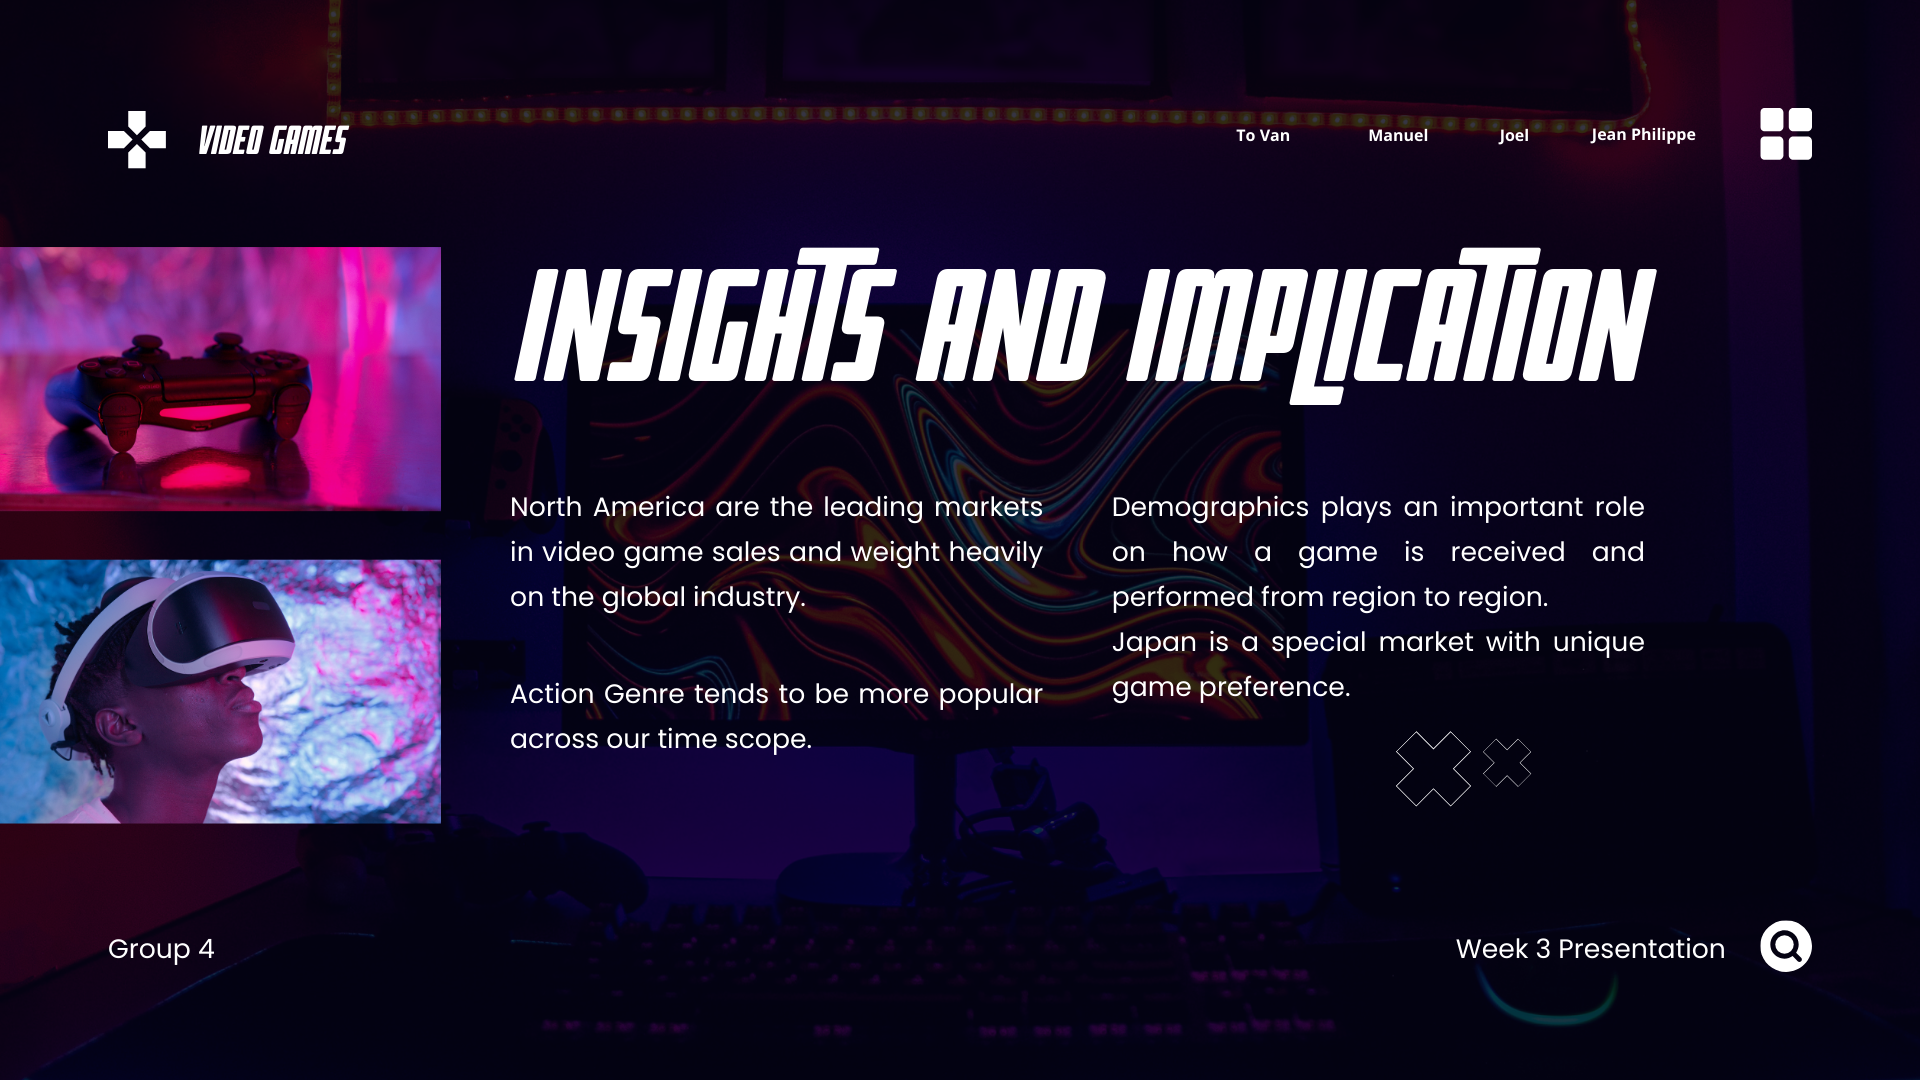 VIDEO GAMES
To Van
Manuel
Joel
Jean Philippe
INSIGHTS AND IMPLICATION
North America are the leading markets
in video game sales and weight heavily
on the global industry.
Action Genre tends to be more popular
across our time scope.
Demographics plays an important role
on how a game is received and
performed from region to region.
Japan is a special market with unique
game preference.
Group 4
Week 3 Presentation